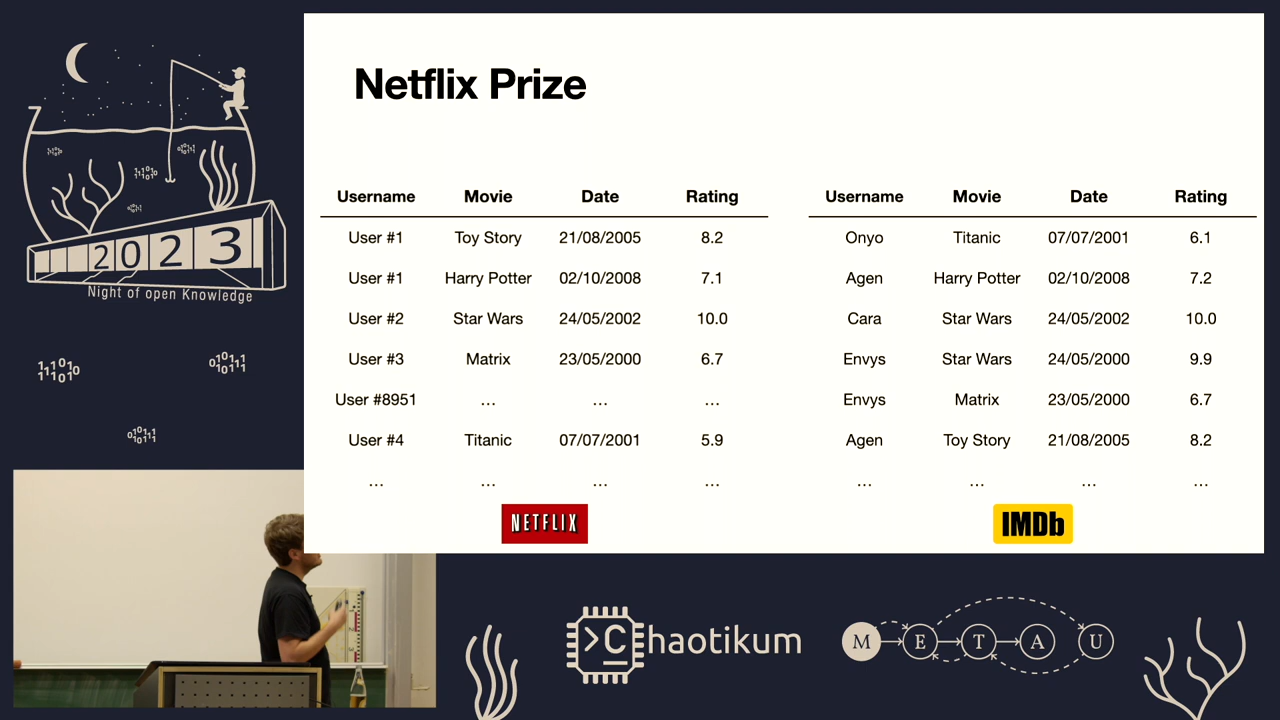 Netflix Prize
Username Movie Date Rating
User #1 Toy Story 21/08/2005 8.2
User #1 Harry Potter 02/10/2008 7.1
User #2 Star Wars 24/05/2002 10.0
User #3 Matrix 23/05/2000 6.7
User #8951 ... ... ...
User #4 Titanic 07/07/2001 5.9
... ... ... ...
NETFLIX
Username Movie Date Rating
Onyo Titanic 07/07/2001 6.1
Agen Harry Potter 02/10/2008 7.2
Cara Star Wars 24/05/2002 10.0
Envys Star Wars 24/05/2000 9.9
Envys Matrix 23/05/2000 6.7
Agen Toy Story 21/08/2005 8.2
... ... ... ...
IMDb
2023
Night of open Knowledge
>C haotikum
M E T A U